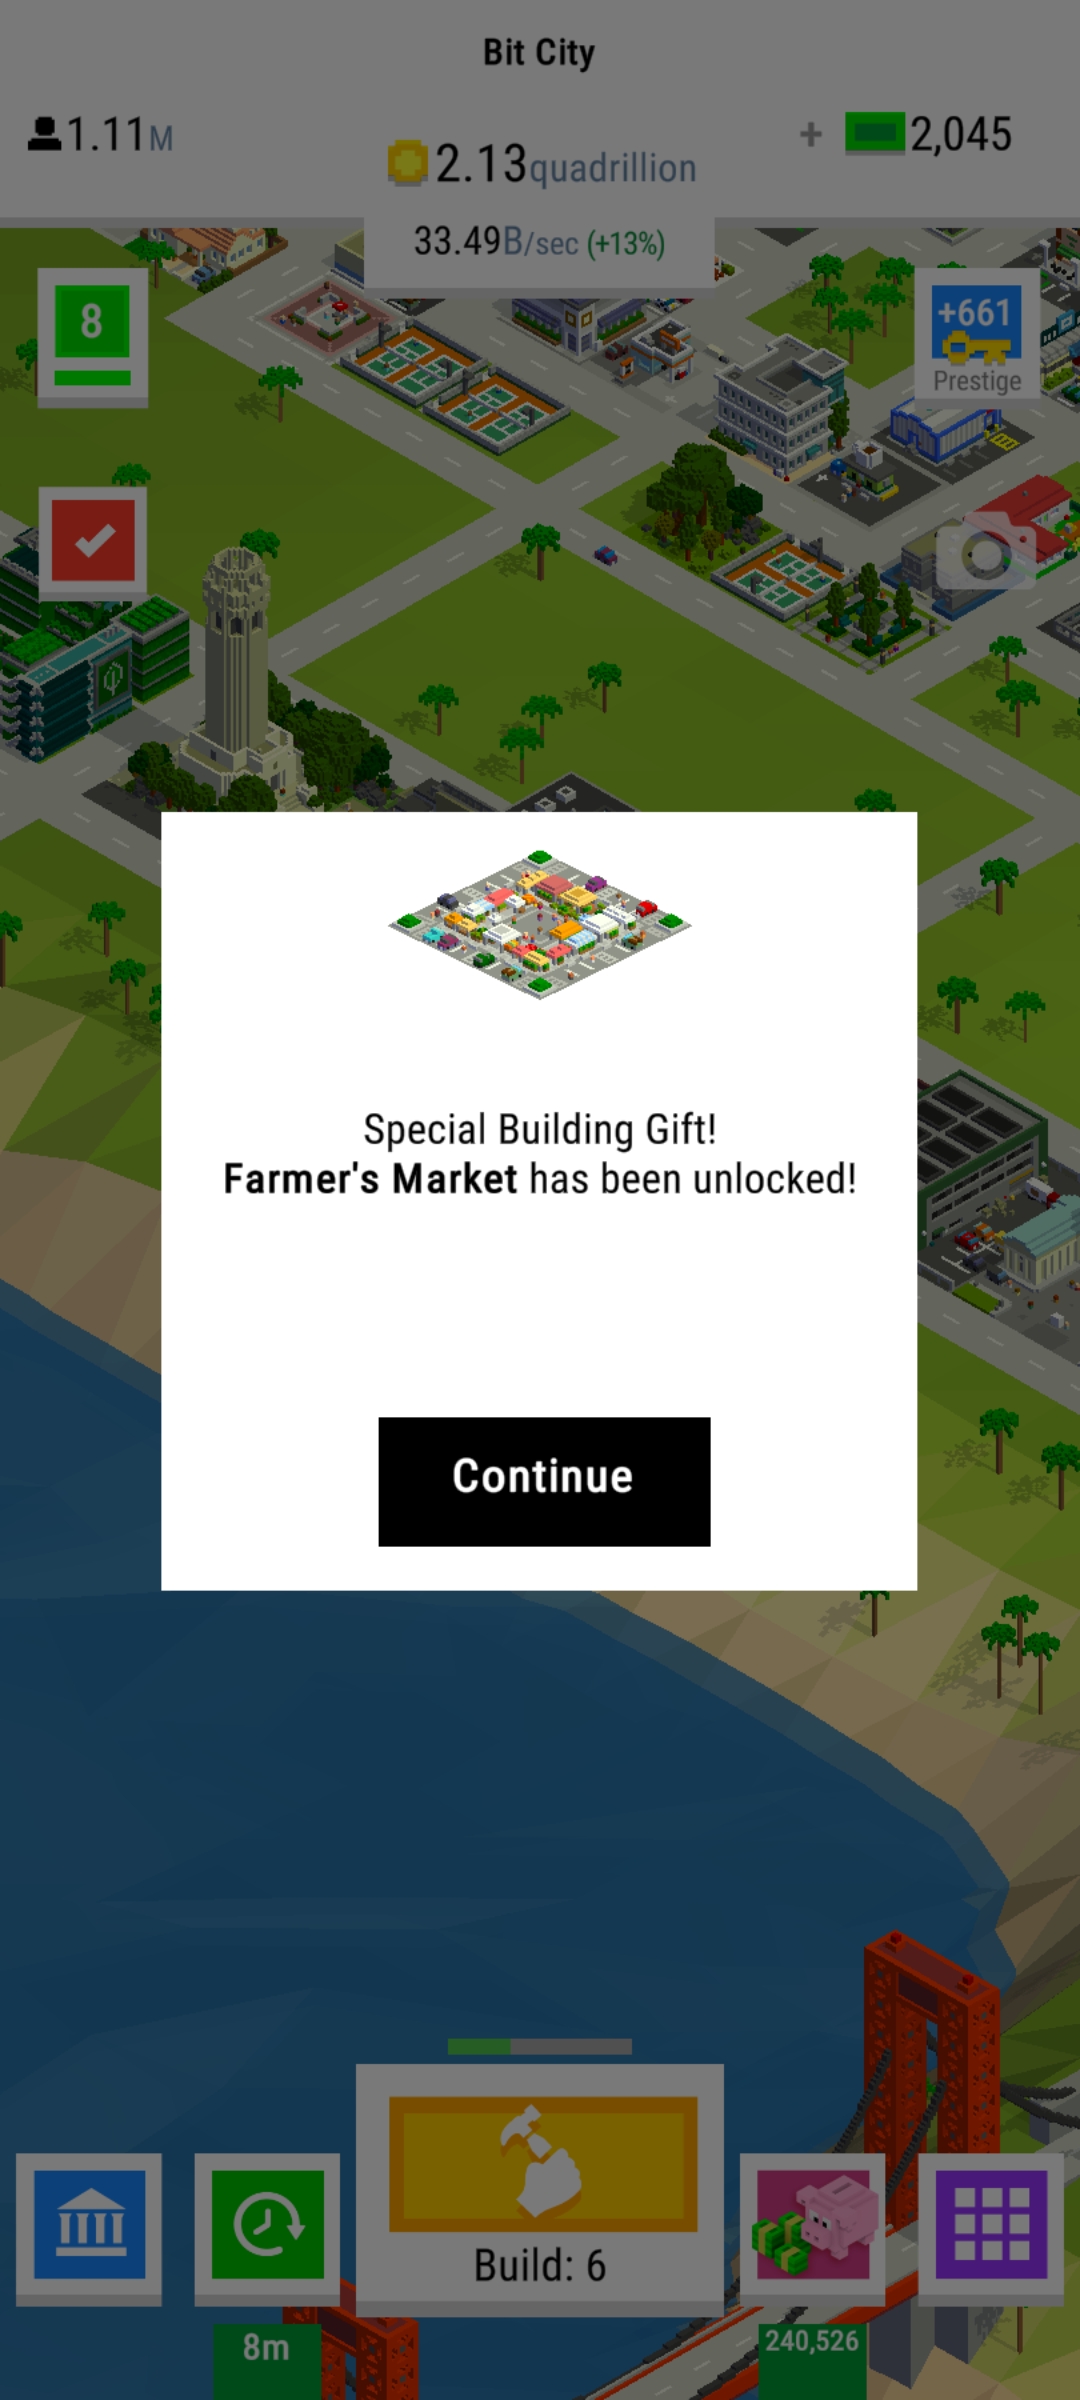 Bit City
1.11M
2.13quadrillion
+ 2,045
33.49B/sec (+13%)
8
+661
Prestige
Special Building Gift!
Farmer's Market has been unlocked!
Continue
Build: 6
8m
240,526